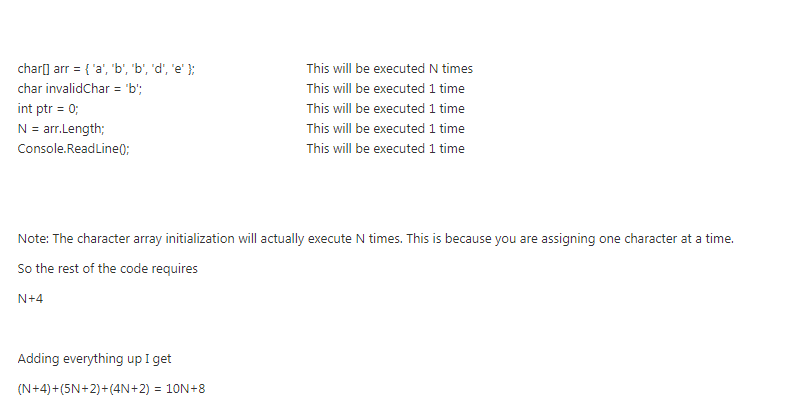 char[] arr = { 'a', 'b', 'b', 'd', 'e' }; This will be executed N times
char invalidChar = 'b'; This will be executed 1 time
int ptr = 0; This will be executed 1 time
N = arr.Length; This will be executed 1 time
Console.ReadLine(); This will be executed 1 time
Note: The character array initialization will actually execute N times. This is because you are assigning one character at a time.
So the rest of the code requires
N+4
Adding everything up I get
(N+4)+(5N+2)+(4N+2) = 10N+8